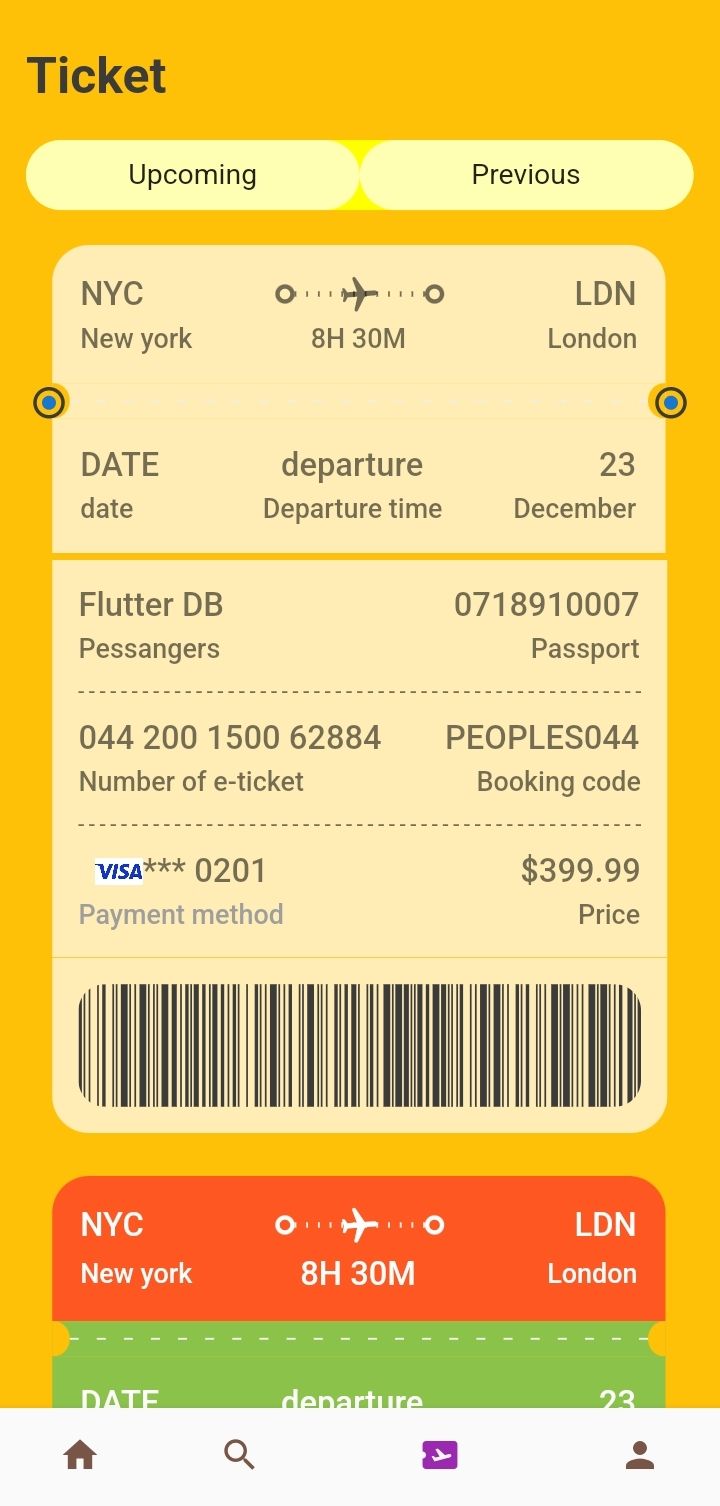 Ticket
Upcoming Previous
NYC LDN
New york 8H 30M London
DATE departure 23
date Departure time December
Flutter DB 0718910007
Pessangers Passport
044 200 1500 62884 PEOPLES044
Number of e-ticket Booking code
VISA*** 0201 $399.99
Payment method Price
NYC LDN
New york 8H 30M London
DATE departure 23